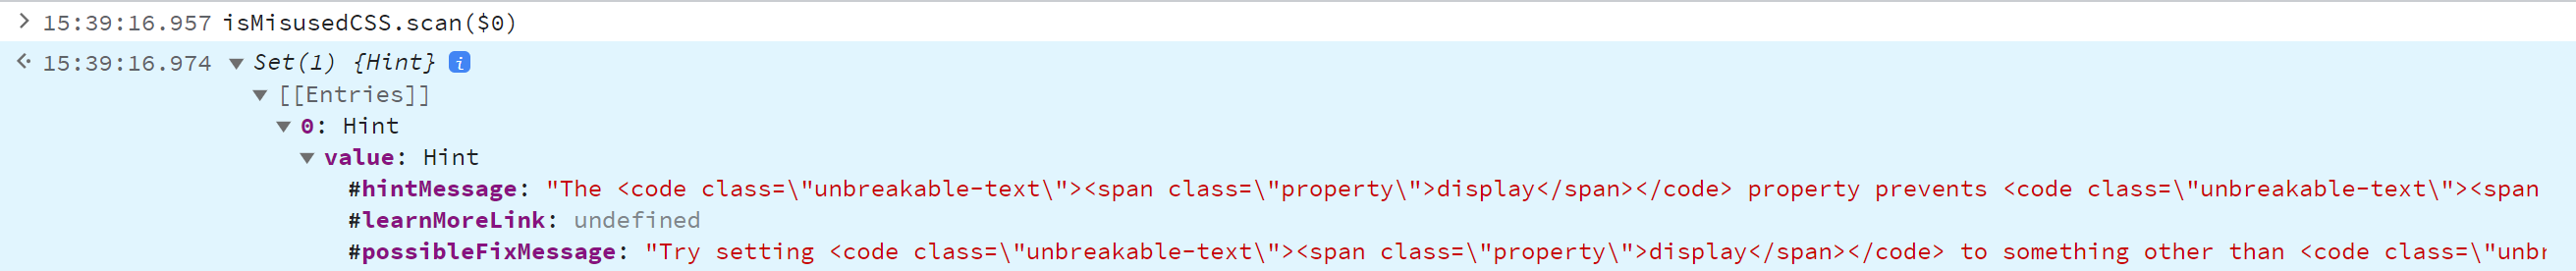 15:39:16.957 isMisusedCSS.scan($0)
15:39:16.974 Set(1) {Hint} i
[[Entries]]
0: Hint
value: Hint
#hintMessage: "The <code class=\"unbreakable-text\"><span class=\"property\">display</span></code> property prevents <code class=\"unbreakable-text\"><span
#learnMoreLink: undefined
#possibleFixMessage: "Try setting <code class=\"unbreakable-text\"><span class=\"property\">display</span></code> to something other than <code class=\"unbr